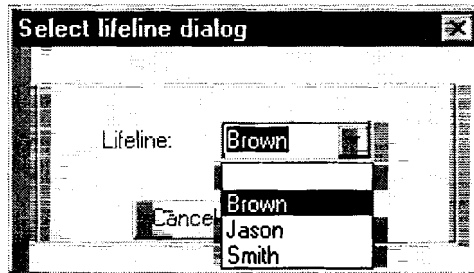 Select lifeline dialog
Lifeline:
Brown
Brown
Cancel
Jason
Smith